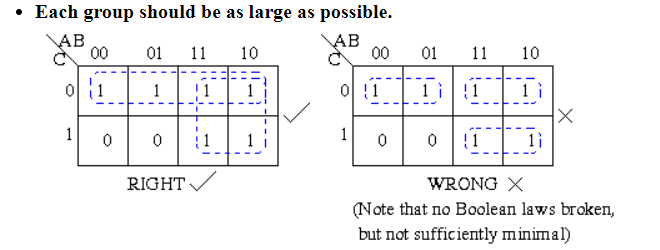 • Each group should be as large as possible.
AB AB
C 00 01 11 10 C 00 01 11 10
0 1 1 1 1 0 1 1 1 1
1 0 0 1 1 1 0 0 1 1
RIGHT ✓ WRONG ✕
(Note that no Boolean laws broken,
but not sufficiently minimal)